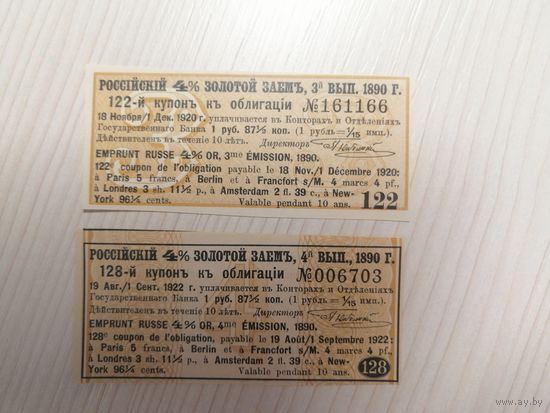 РОССІЙСКІЙ 4% ЗОЛОТОЙ ЗАЕМЪ, 3й ВЫП. 1890 Г.
122-й купонъ къ облигаціи №161166
18 Ноября/1 Дек. 1920 г. уплачивается въ Конторахъ и Отдѣленіяхъ
Государственнаго Банка 1 руб. 87½ коп. (1 рубль = 1/15 имп.).
Дѣйствителенъ въ теченіе 10 лѣтъ. Директоръ
EMPRUNT RUSSE 4% OR, 3me ÉMISSION, 1890.
122e coupon de l'obligation payable le 18 Nov./1 Décembre 1920:
à Paris 5 francs, à Berlin et à Francfort s/M. 4 marcs 4 pf.,
à Londres 3 sh. 11½ p., à Amsterdam 2 fl. 39 c., à New-
York 96¼ cents. Valable pendant 10 ans. 122
РОССІЙСКІЙ 4% ЗОЛОТОЙ ЗАЕМЪ, 4й ВЫП., 1890 Г.
128-й купонъ къ облигаціи №006703
19 Авг./1 Сент. 1922 г. уплачивается въ Конторахъ и Отдѣленіяхъ
Государственнаго Банка 1 руб. 87½ коп. (1 рубль = 1/15 имп.).
Дѣйствителенъ въ теченіе 10 лѣтъ. Директоръ
EMPRUNT RUSSE 4% OR, 4me ÉMISSION, 1890.
128e coupon de l'obligation, payable le 19 Août/1 Septembre 1922:
à Paris 5 francs, à Berlin et à Francfort s/M. 4 marcs 4 pf.,
à Londres 3 sh. 11½ p., à Amsterdam 2 fl. 39 c., à New-
York 96¼ cents. Valable pendant 10 ans. 128
www.ay.by